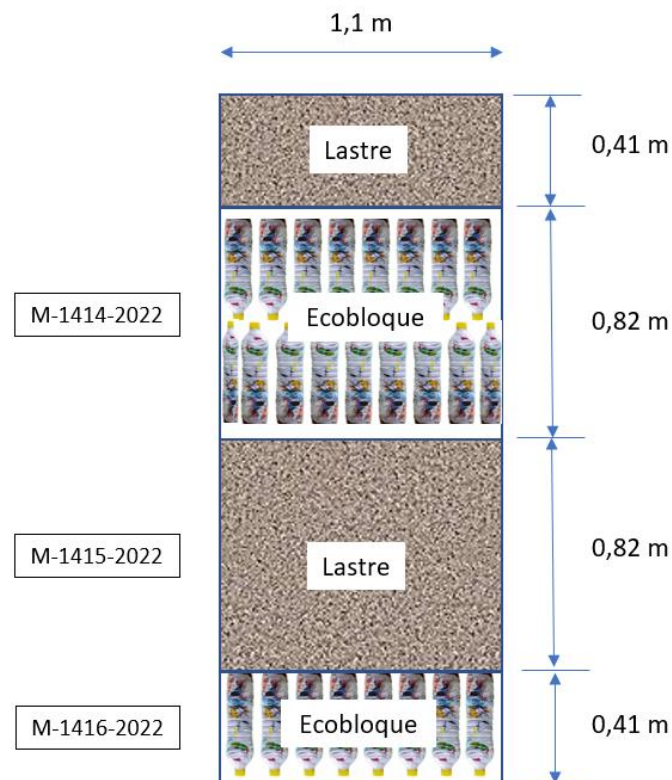 1,1 m
Lastre
0,41 m
M-1414-2022
Ecobloque
0,82 m
M-1415-2022
Lastre
0,82 m
M-1416-2022
Ecobloque
0,41 m